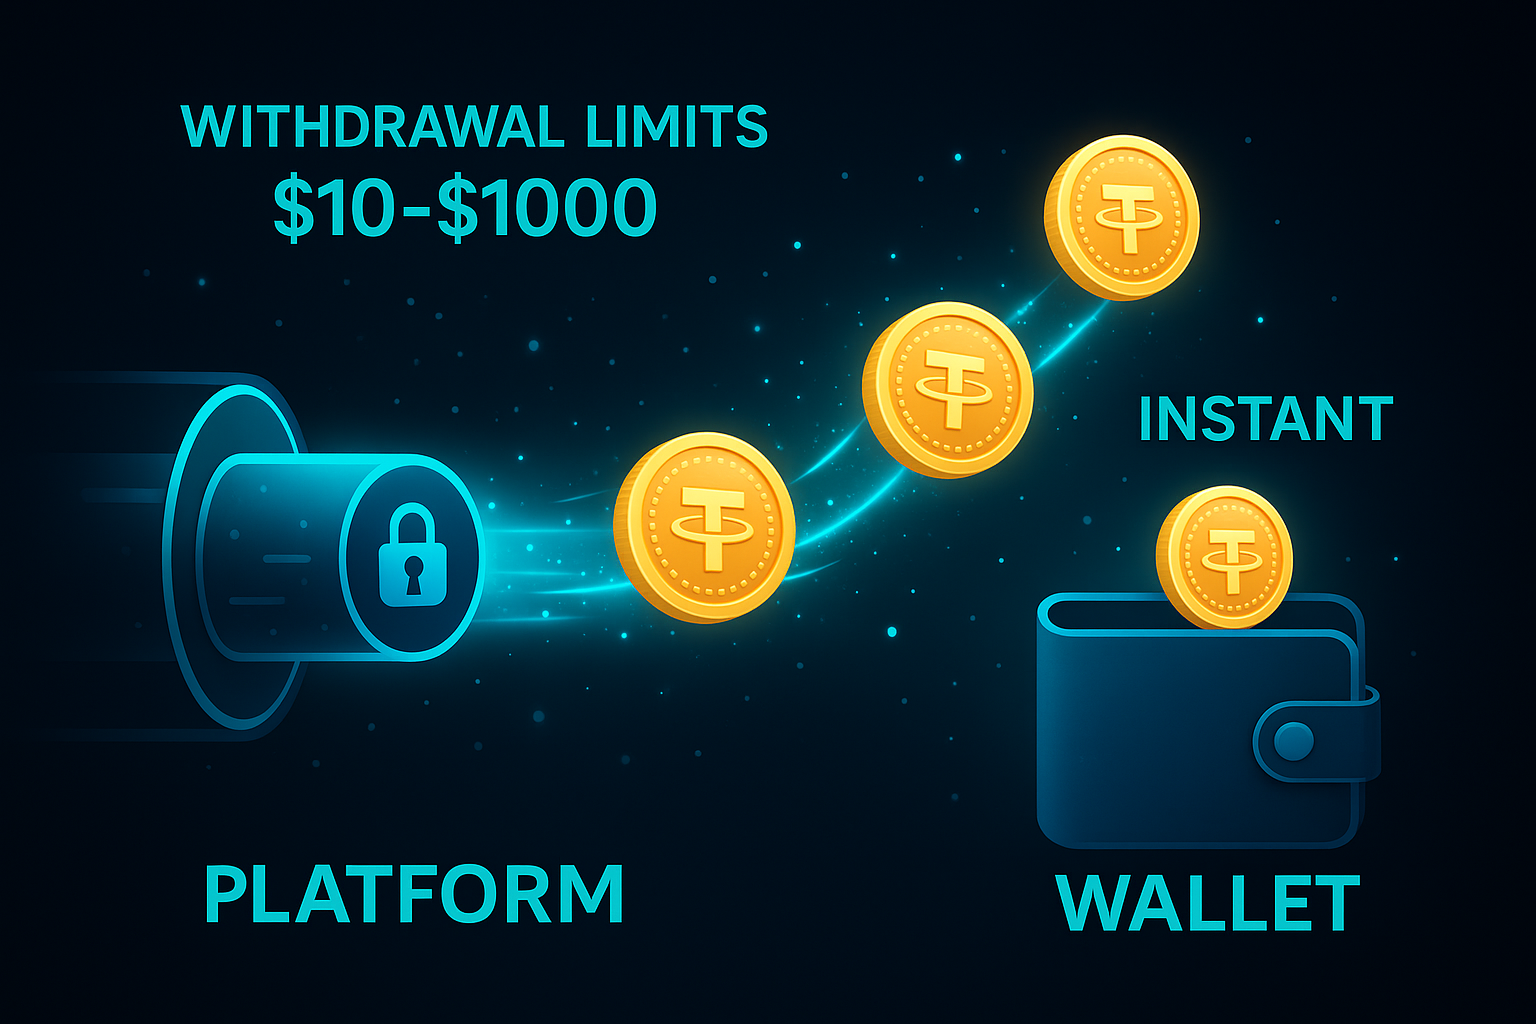 WITHDRAWAL LIMITS
$10-$1000
INSTANT
PLATFORM
WALLET